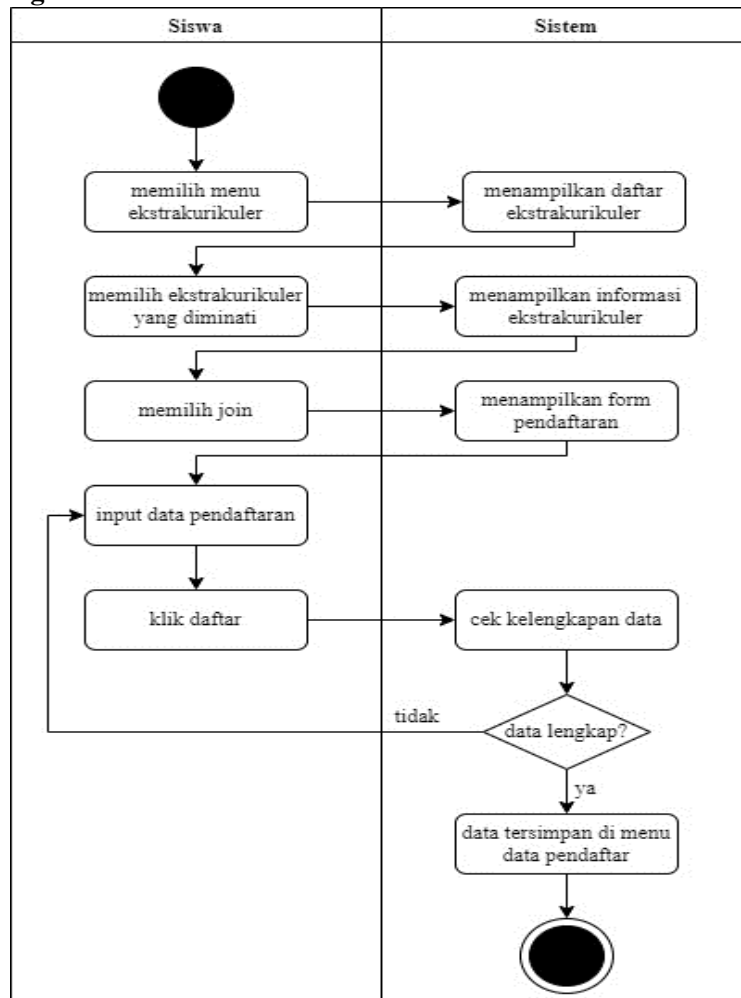 Siswa
Sistem
memilih menu
ekstrakurikuler
menampilkan daftar
ekstrakurikuler
memilih ekstrakurikuler
yang diminati
menampilkan informasi
ekstrakurikuler
memilih join
menampilkan form
pendaftaran
input data pendaftaran
klik daftar
cek kelengkapan data
tidak
data lengkap?
ya
data tersimpan di menu
data pendaftar